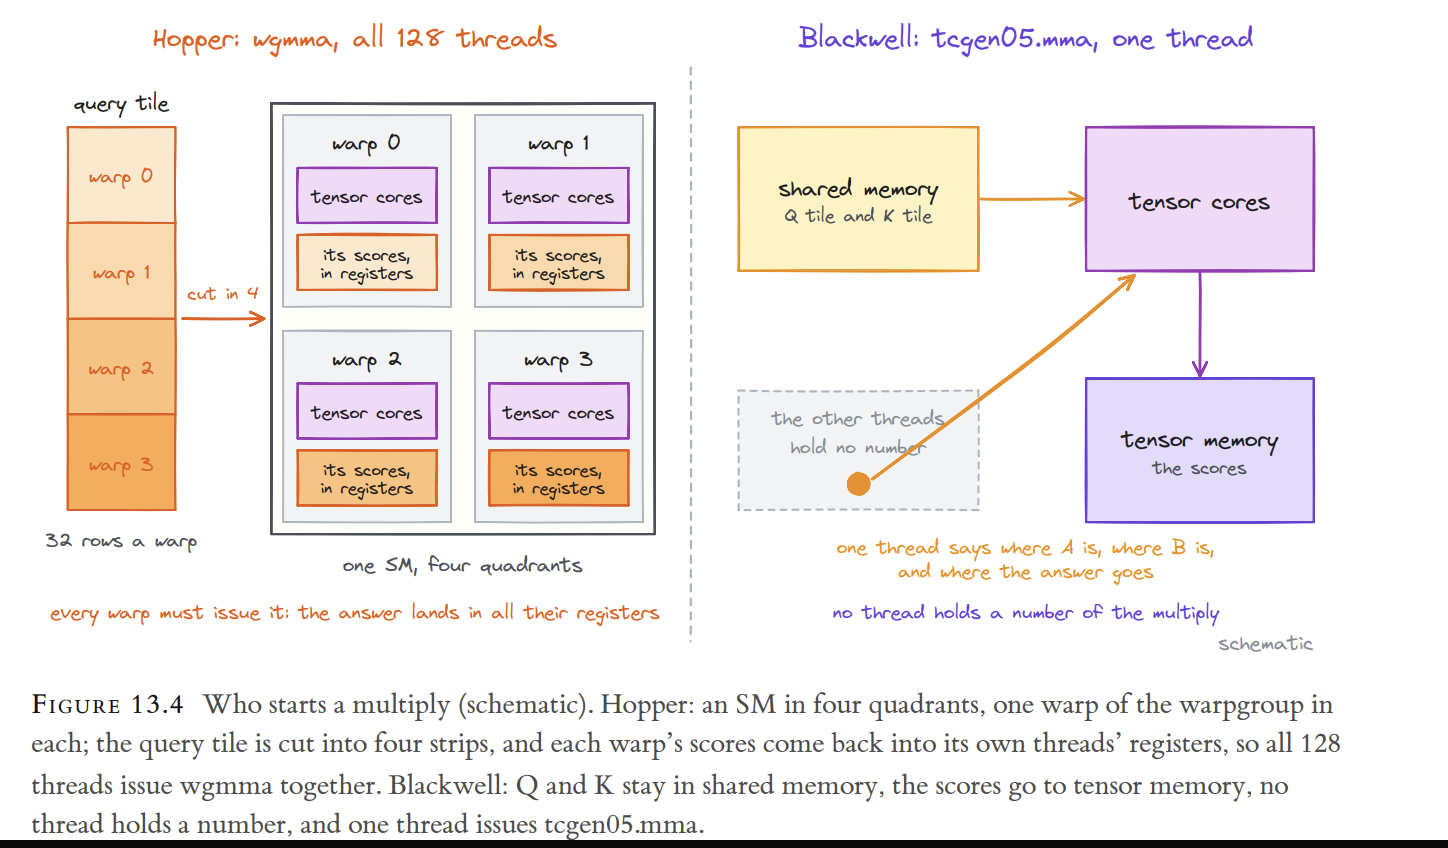 Hopper: wgmma, all 128 threads
Blackwell: tcgen05.mma, one thread
query tile
warp 0
warp 1
warp 2
warp 3
32 rows a warp
cut in 4
warp 0
tensor cores
its scores,
in registers
warp 1
tensor cores
its scores,
in registers
warp 2
tensor cores
its scores,
in registers
warp 3
tensor cores
its scores,
in registers
one SM, four quadrants
every warp must issue it: the answer lands in all their registers
shared memory
Q tile and K tile
tensor cores
the other threads
hold no number
tensor memory
the scores
one thread says where A is, where B is,
and where the answer goes
no thread holds a number of the multiply
schematic
FIGURE 13.4 Who starts a multiply (schematic). Hopper: an SM in four quadrants, one warp of the warpgroup in
each; the query tile is cut into four strips, and each warp’s scores come back into its own threads’ registers, so all 128
threads issue wgmma together. Blackwell: Q and K stay in shared memory, the scores go to tensor memory, no
thread holds a number, and one thread issues tcgen05.mma.